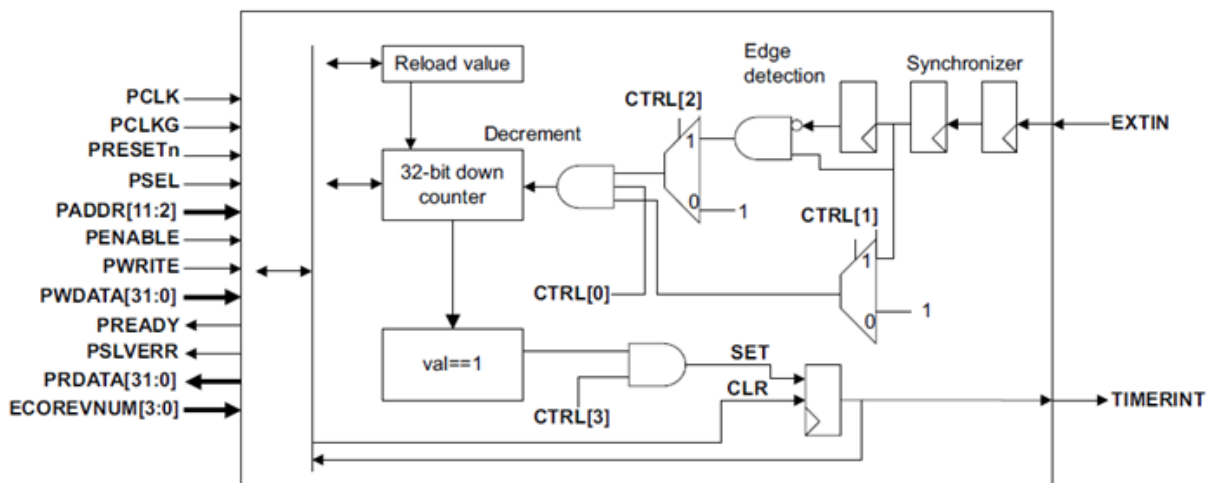 PCLK
PCLKG
PRESETn
PSEL
PADDR[11:2]
PENABLE
PWRITE
PWDATA[31:0]
PREADY
PSLVERR
PRDATA[31:0]
ECOREVNUM[3:0]
Reload value
Decrement
32-bit down
counter
val==1
CTRL[2]
1
0
1
Edge
detection
Synchronizer
EXTIN
CTRL[1]
1
0
1
CTRL[0]
CTRL[3]
SET
CLR
TIMERINT